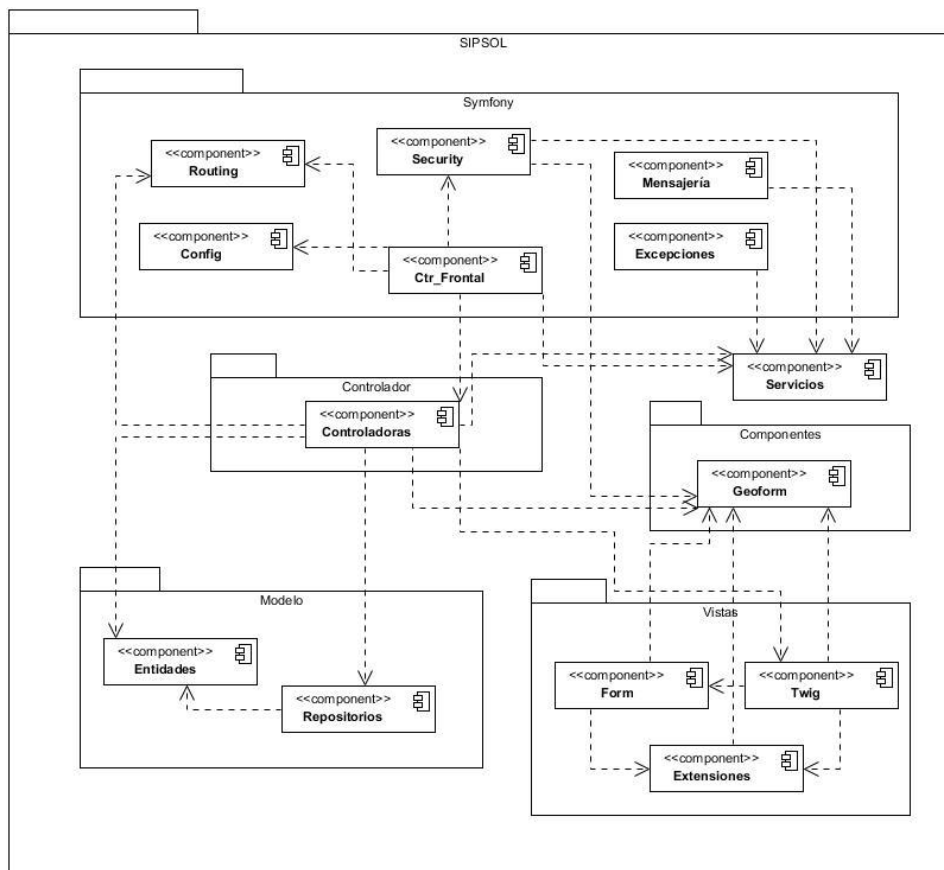 SIPSOL
Symfony
<<component>>
Routing
<<component>>
Security
<<component>>
Mensajería
<<component>>
Config
<<component>>
Ctr_Frontal
<<component>>
Excepciones
<<component>>
Servicios
Controlador
<<component>>
Controladoras
Componentes
<<component>>
Geoform
Modelo
<<component>>
Entidades
<<component>>
Repositorios
Vistas
<<component>>
Form
<<component>>
Twig
<<component>>
Extensiones